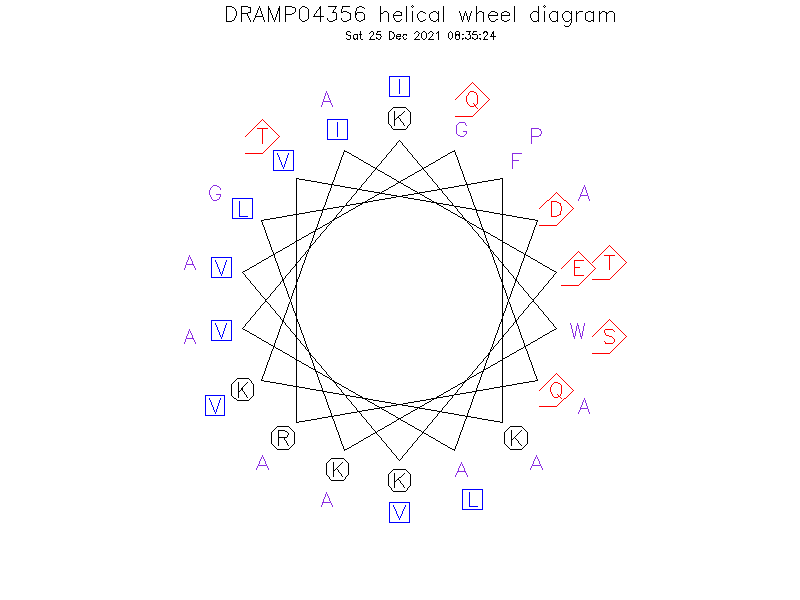 DRAMP04356 helical wheel diagram
Sat 25 Dec 2021 08:35:24
I
A Q
K
I G
T P
V F
G A
L D
A V E T
A V W S
K Q
V A
R K
A A
K A
K
A L
V